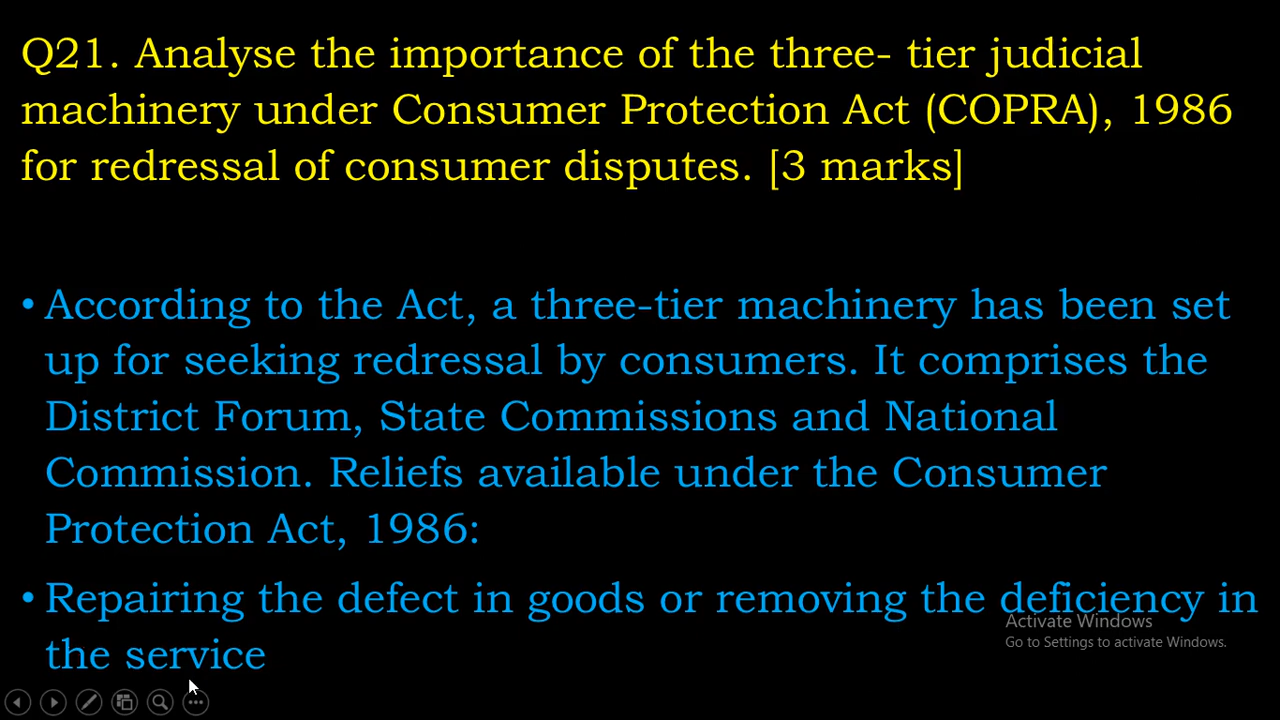 Q21. Analyse the importance of the three- tier judicial
machinery under Consumer Protection Act (COPRA), 1986
for redressal of consumer disputes. [3 marks]
• According to the Act, a three-tier machinery has been set
up for seeking redressal by consumers. It comprises the
District Forum, State Commissions and National
Commission. Reliefs available under the Consumer
Protection Act, 1986:
• Repairing the defect in goods or removing the deficiency in
the service
Activate Windows
Go to Settings to activate Windows.